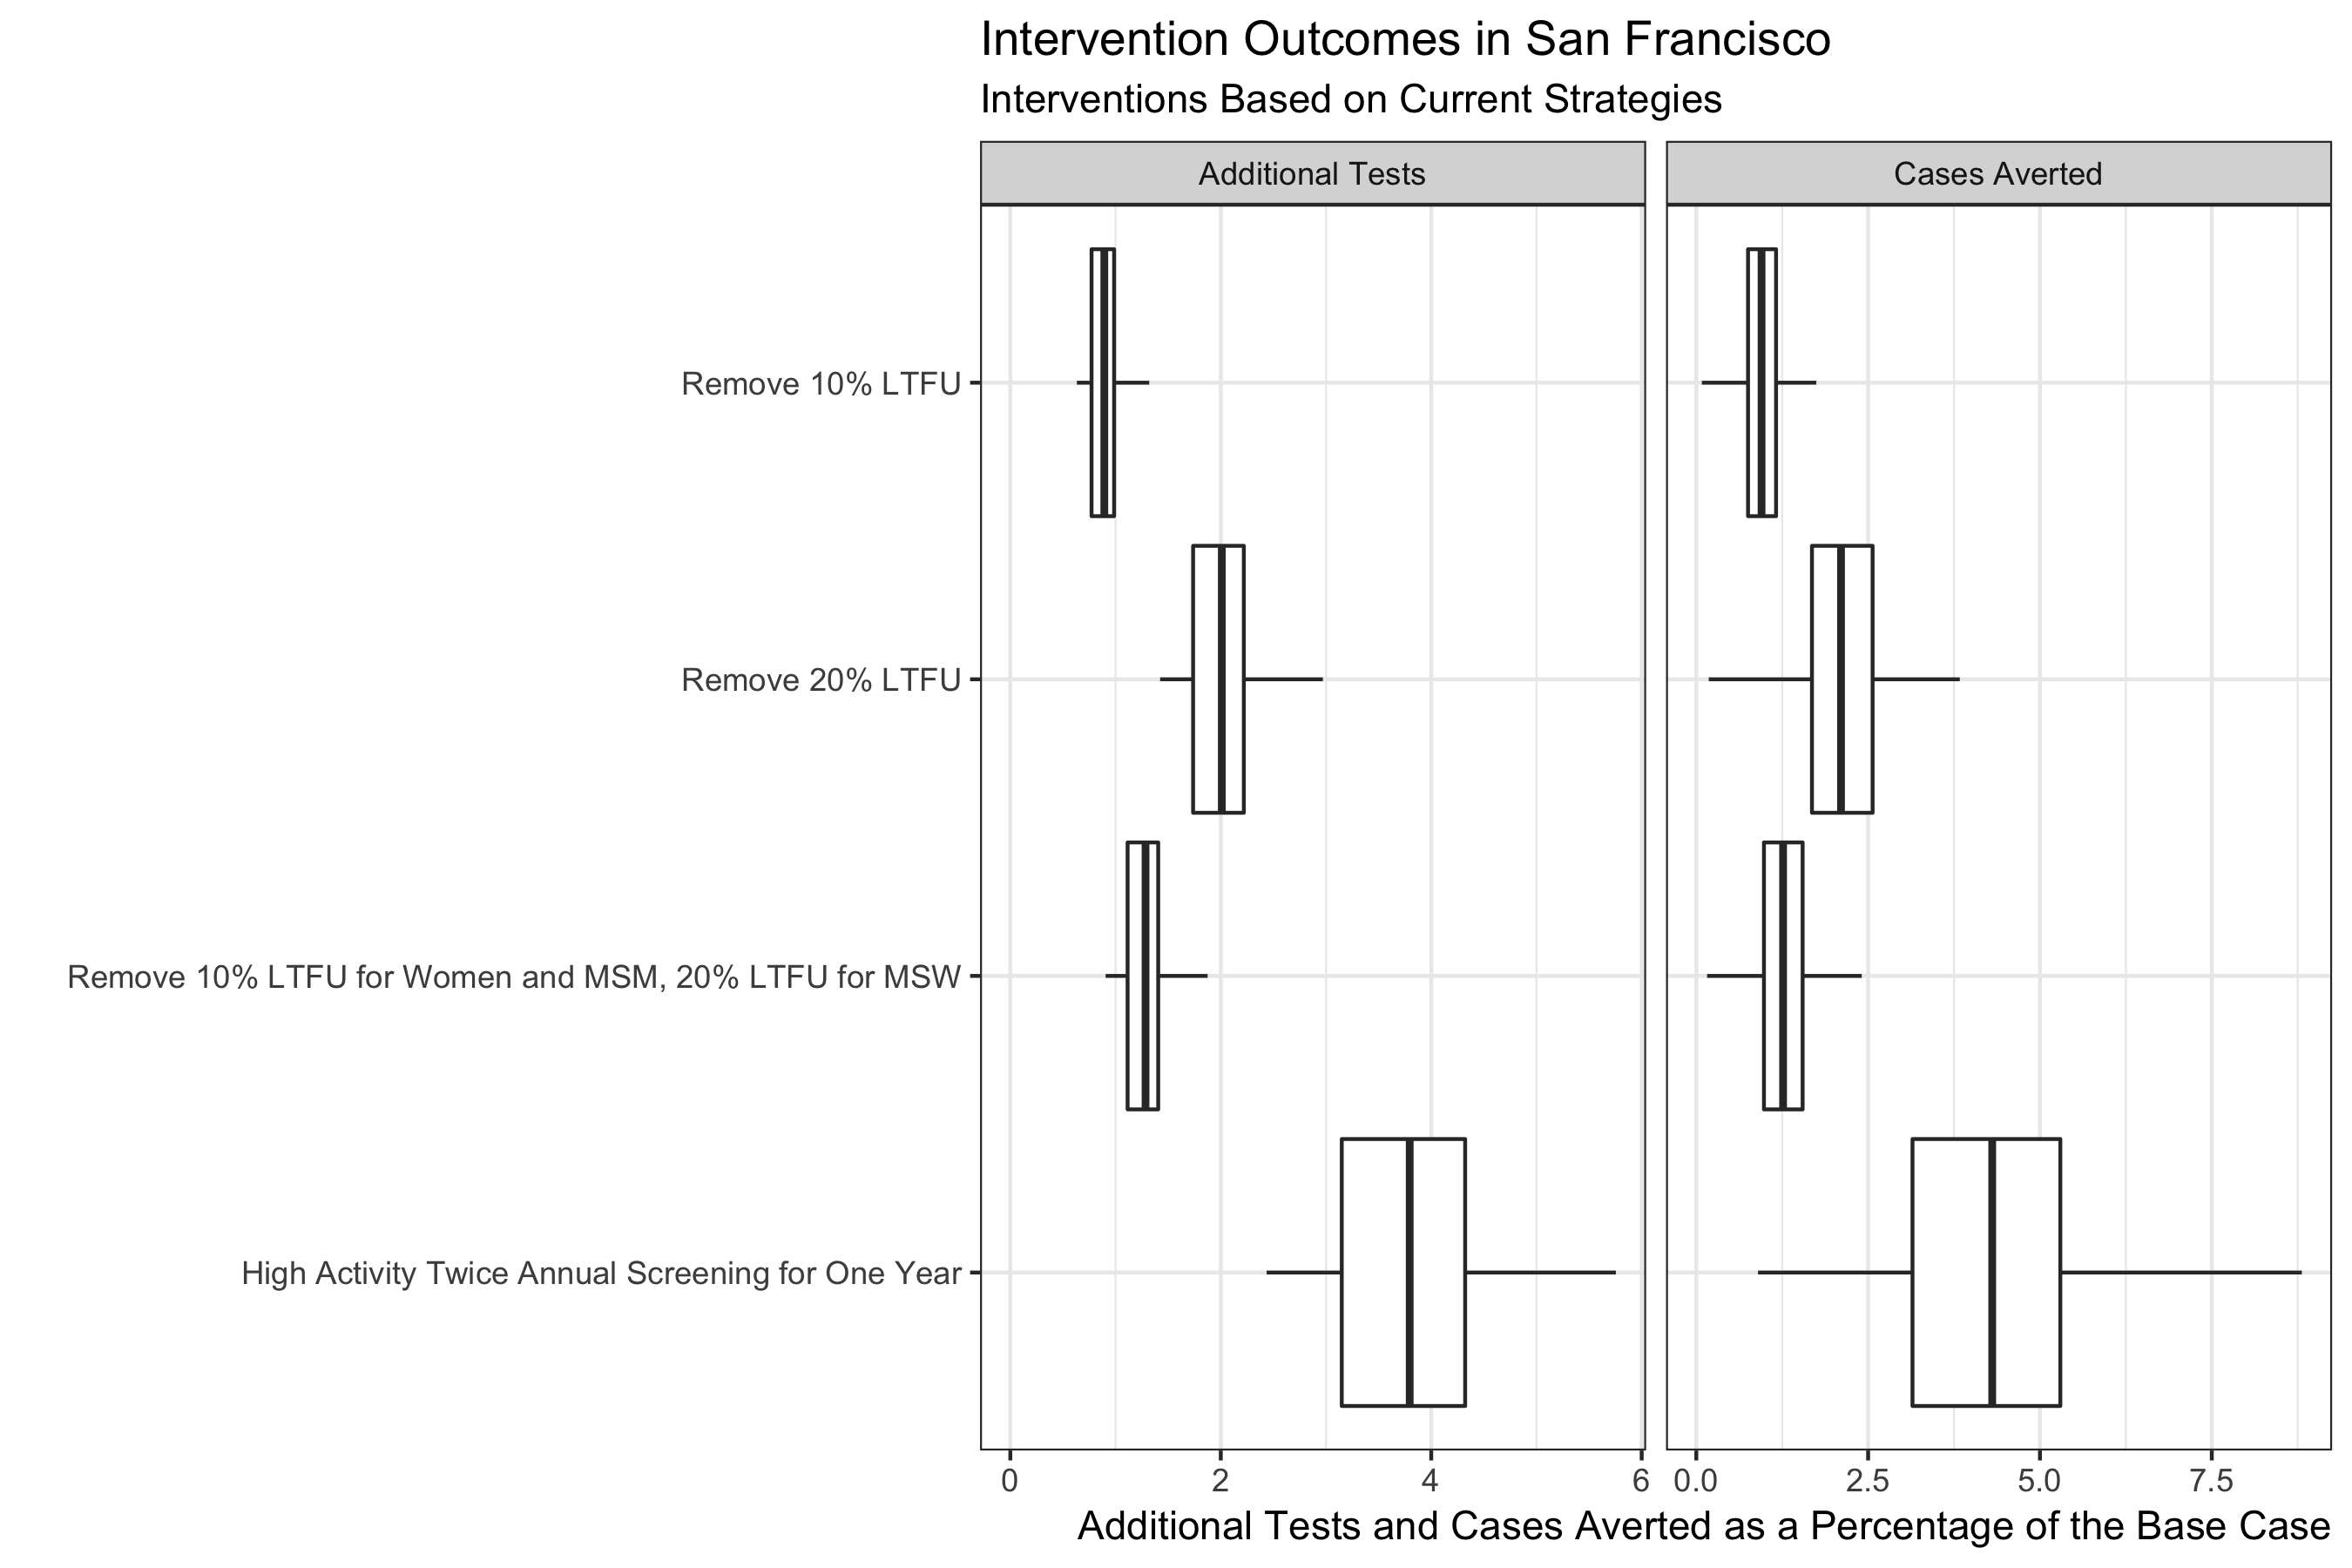 Intervention Outcomes in San Francisco
Interventions Based on Current Strategies
Additional Tests
Cases Averted
Remove 10% LTFU
Remove 20% LTFU
Remove 10% LTFU for Women and MSM, 20% LTFU for MSW
High Activity Twice Annual Screening for One Year
0 2 4 6
0.0 2.5 5.0 7.5
Additional Tests and Cases Averted as a Percentage of the Base Case